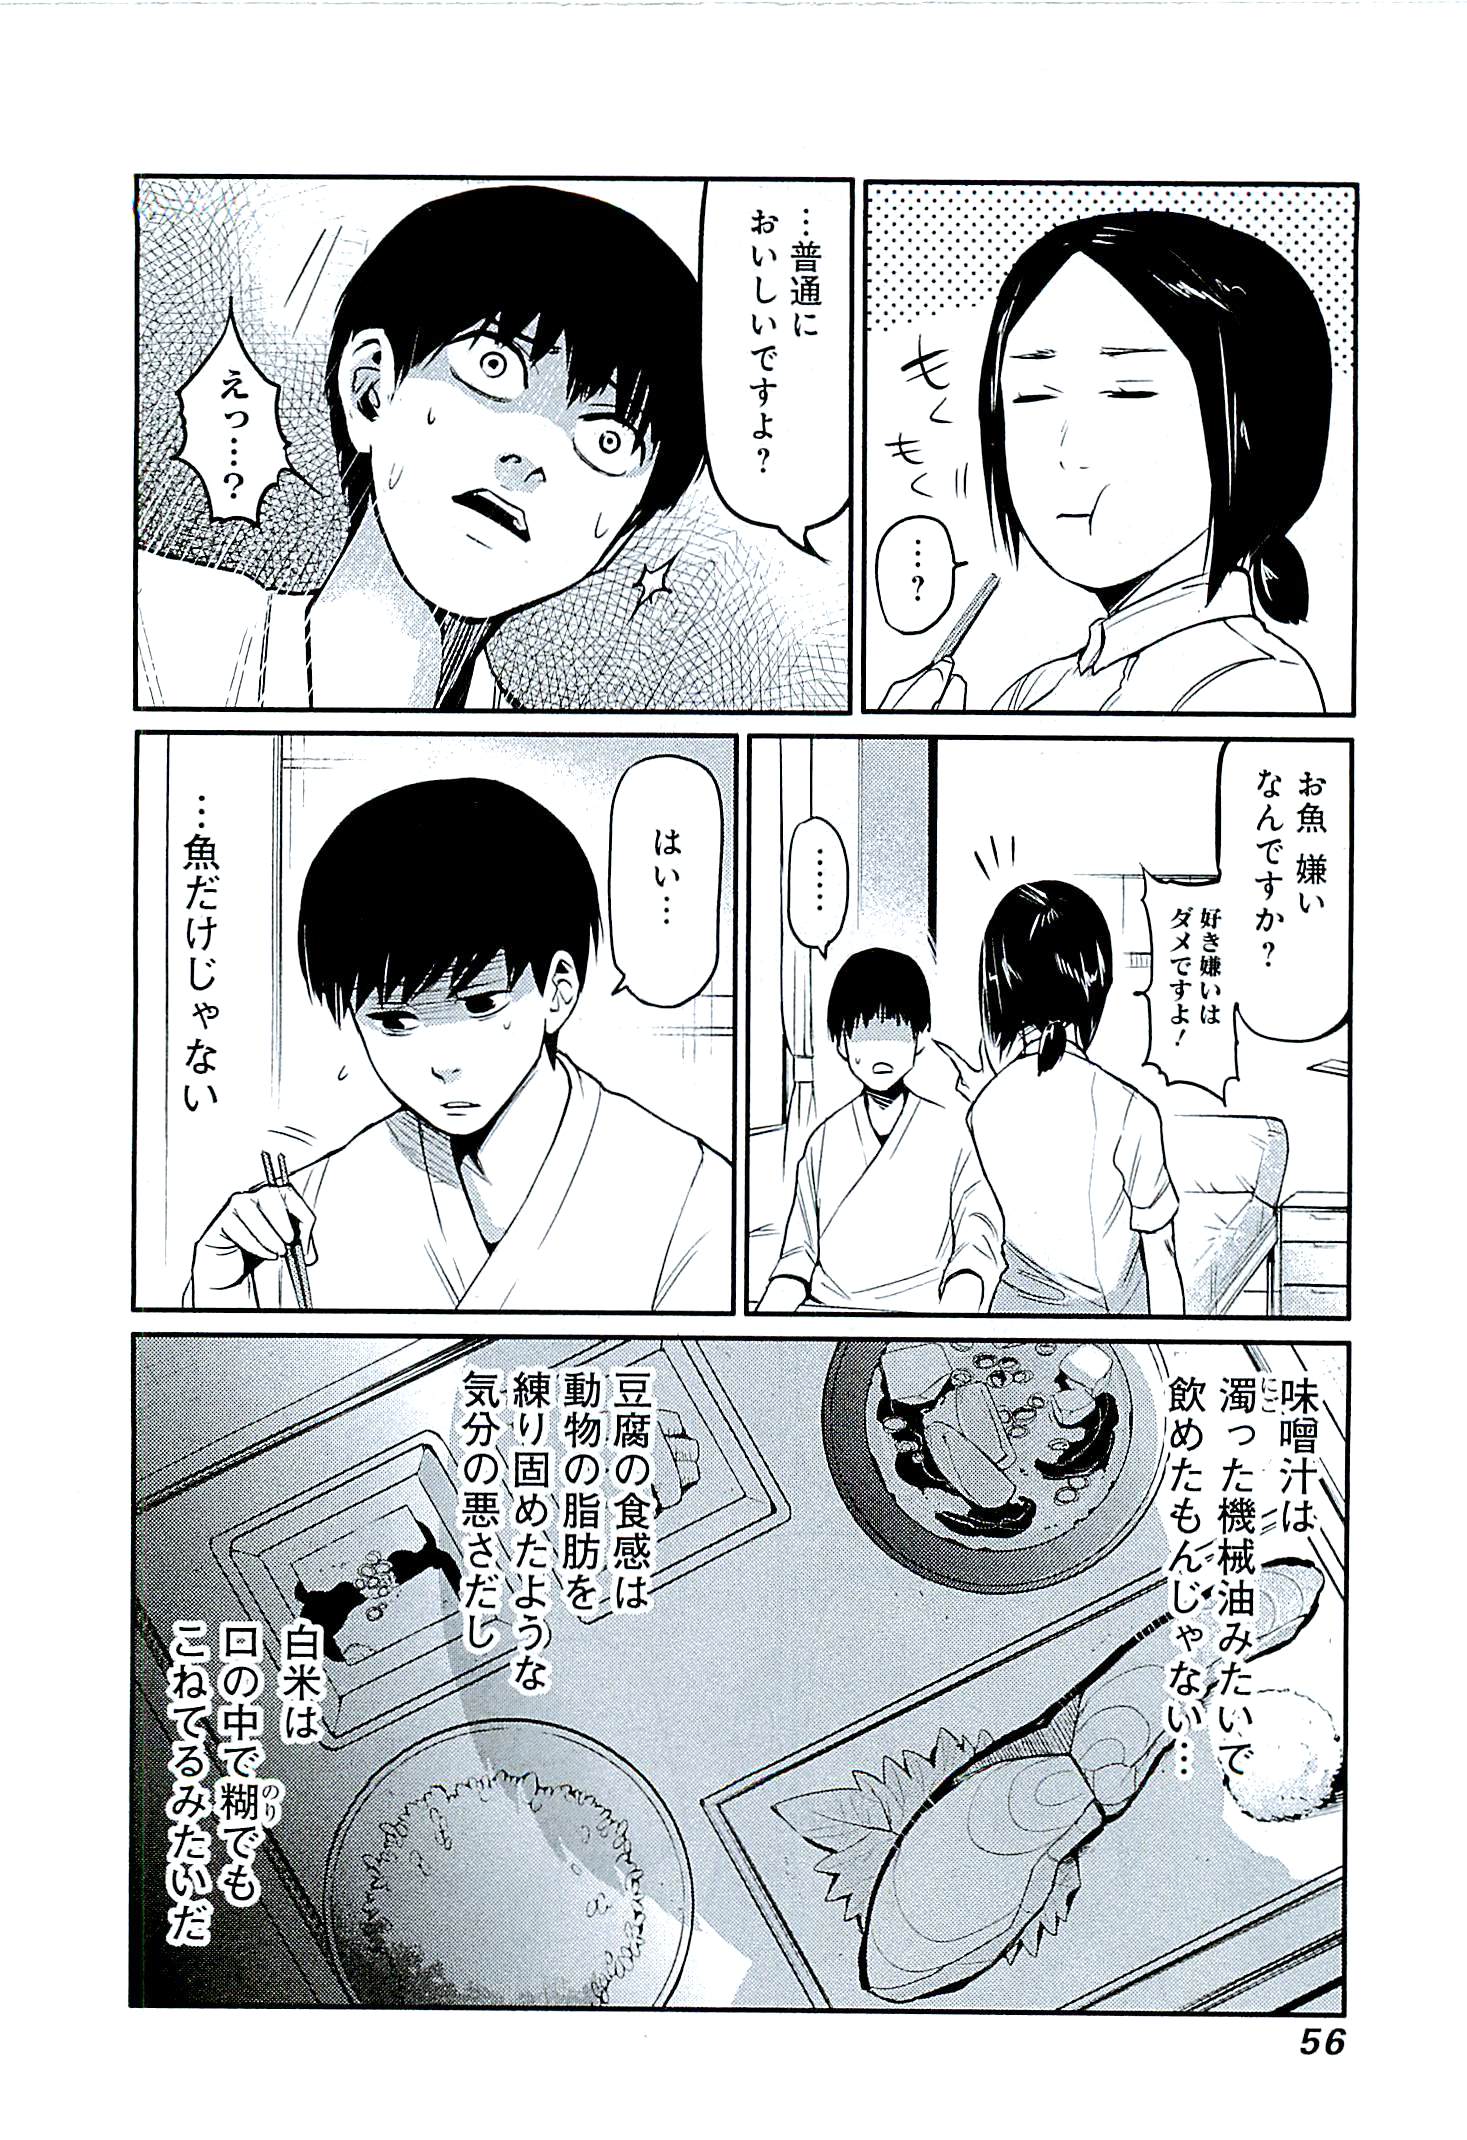 もく
もく
…？
…普通に
おいしいですよ？
えっ…？
お魚 嫌い
なんですか？
好き嫌いは
ダメですよ！
……
はい…
…魚だけじゃない
味噌汁は
濁った機械油みたいで
にご
飲めたもんじゃない…
豆腐の食感は
動物の脂肪を
練り固めたような
気分の悪さだし
白米は
口の中で糊でも
のり
こねてるみたいだ
56